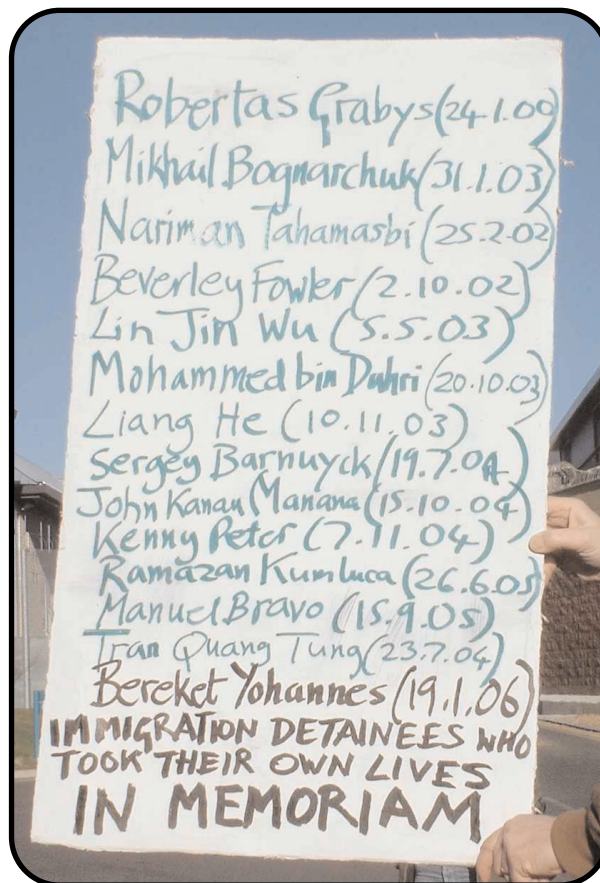 Robertas Grabys (24.1.00)
Mikhail Bognarchuk (31.1.03)
Nariman Tahamasbi (25.2.02)
Beverley Fowler (2.10.02)
Lin Jin Wu (5.5.03)
Mohammed bin Duhri (20.10.03)
Liang He (10.11.03)
Sergey Barnuyck (19.7.04)
John Kanau Manana (15.10.04)
Kenny Peter (7.11.04)
Ramazan Kumluca (26.6.05)
Manuel Bravo (15.9.05)
Tran Quang Tung (23.7.04)
Bereket Yohannes (19.1.06)
IMMIGRATION DETAINEES WHO
TOOK THEIR OWN LIVES
IN MEMORIAM